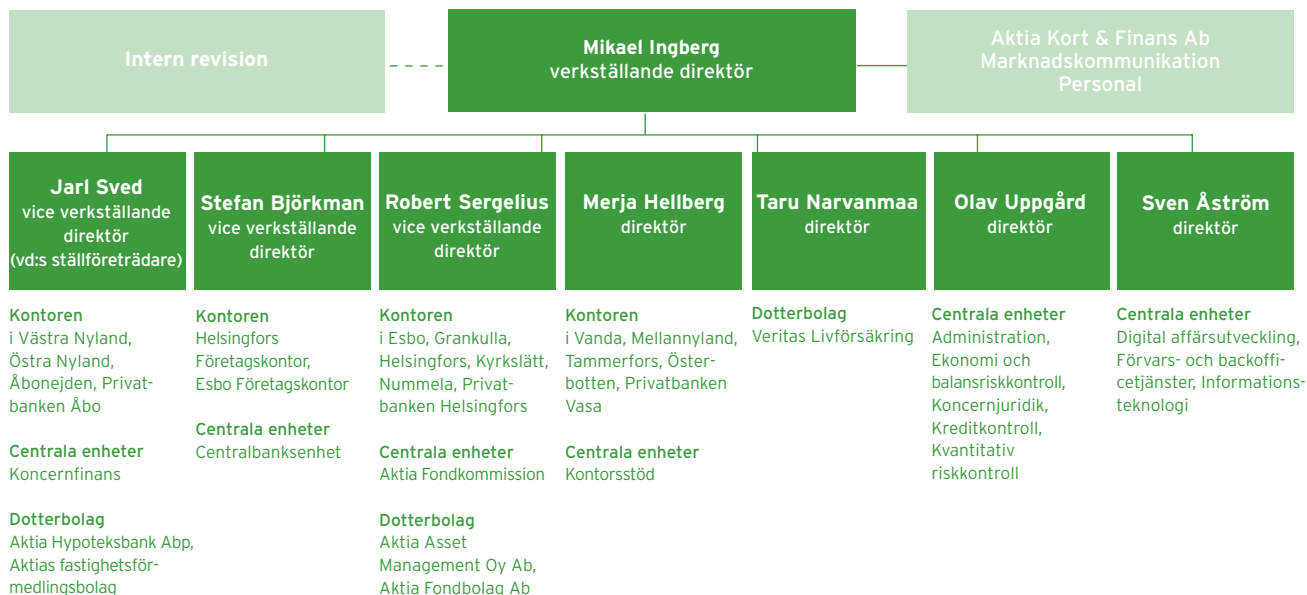 Intern revision
Mikael Ingberg
verkställande direktör
Aktia Kort & Finans Ab
Marknadskommunikation
Personal
Jarl Sved
vice verkställande
direktör
(vd:s ställföreträdare)
Stefan Björkman
vice verkställande
direktör
Robert Sergelius
vice verkställande
direktör
Merja Hellberg
direktör
Taru Narvanmaa
direktör
Olav Uppgård
direktör
Sven Åström
direktör
Kontoren
i Västra Nyland,
Östra Nyland,
Åbonejden, Privat-
banken Åbo
Centrala enheter
Koncernfinans
Dotterbolag
Aktia Hypoteksbank Abp,
Aktias fastighetsför-
medlingsbolag
Kontoren
Helsingfors
Företagskontor,
Esbo Företagskontor
Centrala enheter
Centralbanksenhet
Kontoren
i Esbo, Grankulla,
Helsingfors, Kyrkslätt,
Nummela, Privat-
banken Helsingfors
Centrala enheter
Aktia Fondkommission
Dotterbolag
Aktia Asset
Management Oy Ab,
Aktia Fondbolag Ab
Kontoren
i Vanda, Mellannyland,
Tammerfors, Öster-
botten, Privatbanken
Vasa
Centrala enheter
Kontorsstöd
Dotterbolag
Veritas Livförsäkring
Centrala enheter
Administration,
Ekonomi och
balansriskkontroll,
Koncernjuridik,
Kreditkontroll,
Kvantitativ
riskkontroll
Centrala enheter
Digital affärsutveckling,
Förvars- och backoffi-
cetjänster, Informations-
teknologi